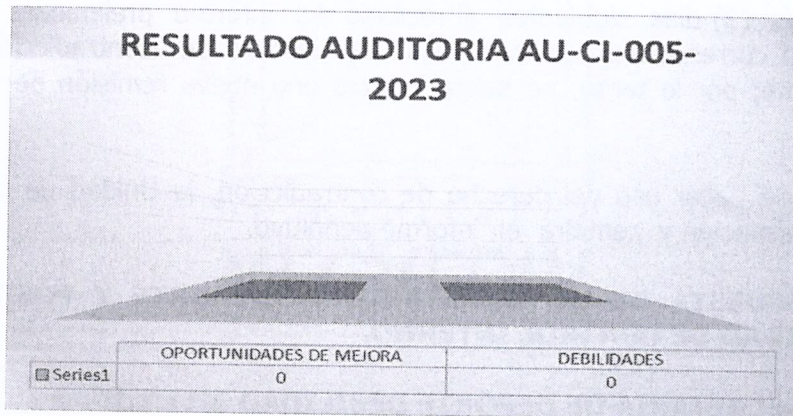 RESULTADO AUDITORIA AU-CI-005-
2023
OPORTUNIDADES DE MEJORA DEBILIDADES
Series1 0 0